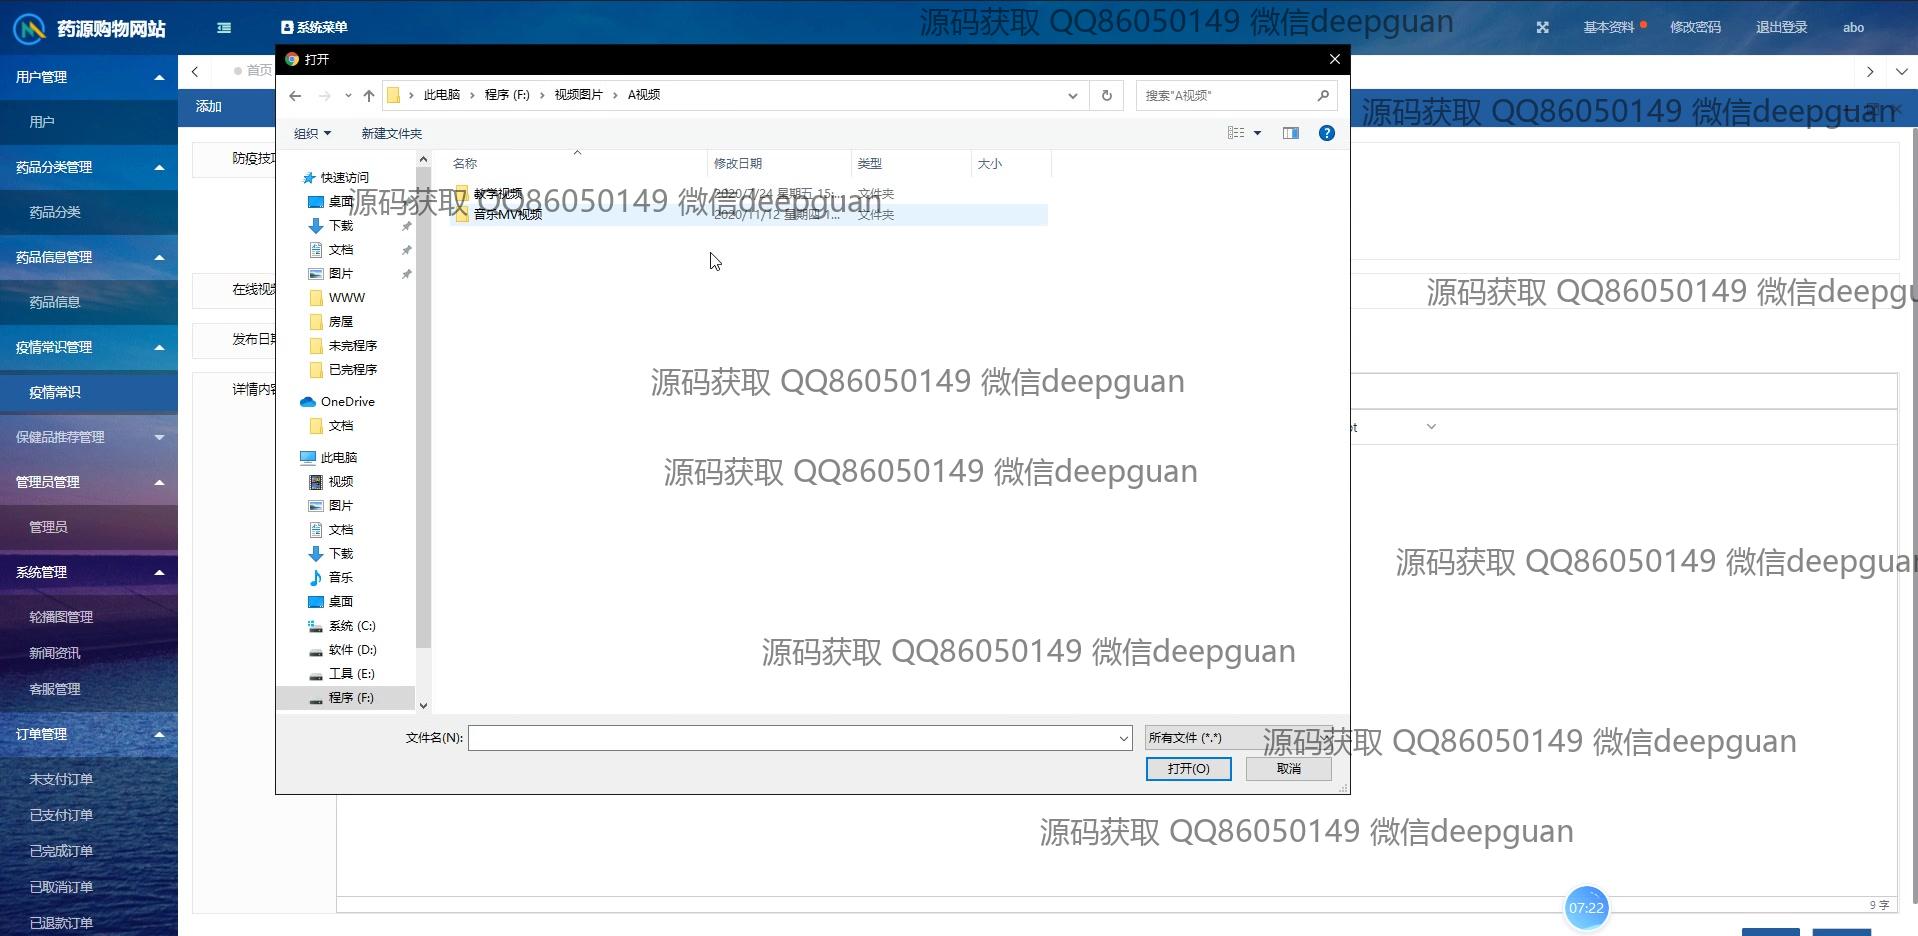 药源购物网站
系统菜单
源码获取 QQ86050149 微信deepguan
基本资料
修改密码
退出登录
abo
用户管理
用户
药品分类管理
药品分类
药品信息管理
药品信息
疫情常识管理
疫情常识
保健品推荐管理
管理员管理
管理员
系统管理
轮播图管理
新闻资讯
客服管理
订单管理
未支付订单
已支付订单
已完成订单
已取消订单
已退款订单
首页
添加
源码获取 QQ86050149 微信deepguan
防疫技巧
在线视频
发布日期
详情内容
打开
此电脑
程序 (F:)
视频图片
A视频
搜索"A视频"
组织
新建文件夹
名称
修改日期
类型
大小
快速访问
桌面
下载
文档
图片
WWW
房屋
未完程序
已完程序
OneDrive
文档
此电脑
视频
图片
文档
下载
音乐
桌面
系统 (C:)
软件 (D:)
工具 (E:)
程序 (F:)
教学视频
2020/7/24 星期五 15:...
文件夹
音乐MV视频
2020/11/12 星期四 1...
文件夹
源码获取 QQ86050149 微信deepguan
源码获取 QQ86050149 微信deepgu
源码获取 QQ86050149 微信deepguan
源码获取 QQ86050149 微信deepguan
源码获取 QQ86050149 微信deepguan
源码获取 QQ86050149 微信deepguan
文件名(N):
所有文件 (*.*)
源码获取 QQ86050149 微信deepguan
打开(O)
取消
源码获取 QQ86050149 微信deepguan
07:22
9 字